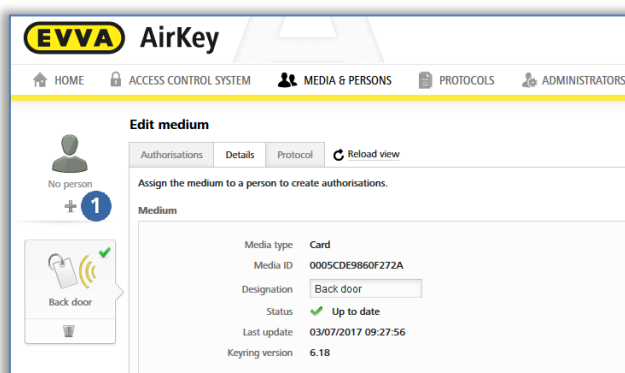 EVVA AirKey
HOME ACCESS CONTROL SYSTEM MEDIA & PERSONS PROTOCOLS ADMINISTRATORS
Edit medium
Authorisations Details Protocol Reload view
No person
Assign the medium to a person to create authorisations.
1
Medium
Media type Card
Media ID 0005CDE9860F272A
Designation Back door
Back door
Status Up to date
Last update 03/07/2017 09:27:56
Keyring version 6.18